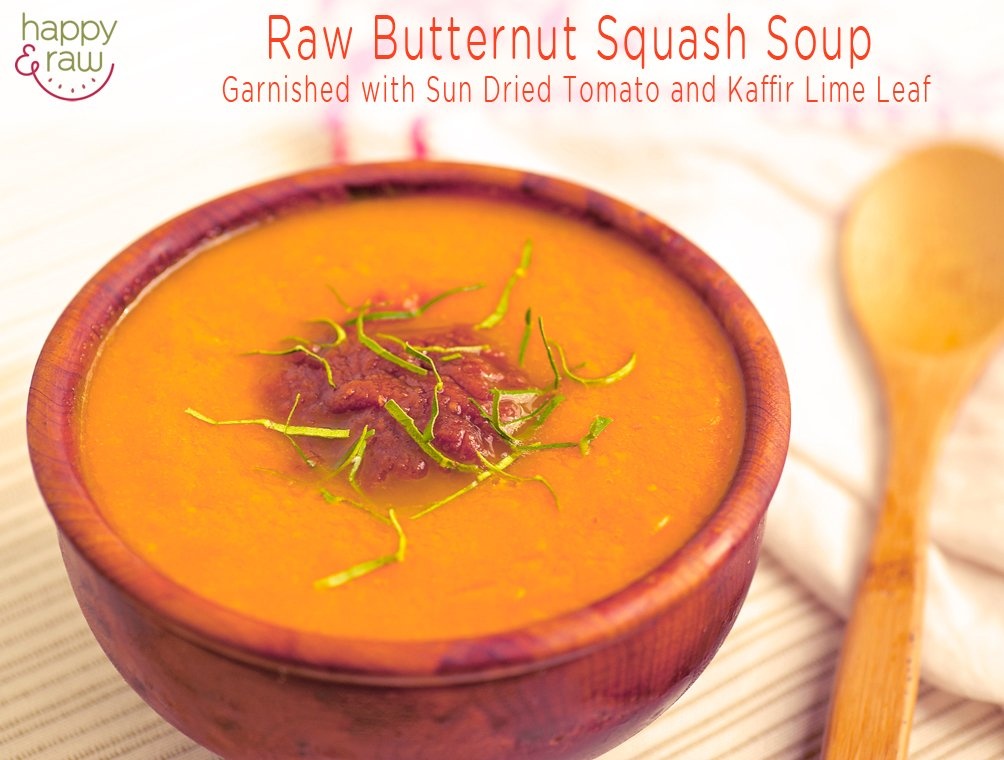 happy
& raw
Raw Butternut Squash Soup
Garnished with Sun Dried Tomato and Kaffir Lime Leaf